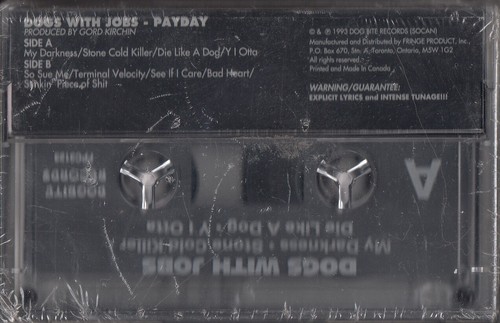 DOGS WITH JOBS - PAYDAY
PRODUCED BY GORD KIRCHIN
SIDE A
My Darkness/Stone Cold Killer/Die Like A Dog/Y I Otta
SIDE B
So Sue Me/Terminal Velocity/See If I Care/Bad Heart/
Stinkin' Piece of Shit
© & ℗ 1993 DOG BITE RECORDS (SOCAN)
Manufactured and Distributed by FRINGE PRODUCT, Inc.,
P.O. Box 670, Stn. A, Toronto, Ontario, M5W 1G2
All rights reserved.
Printed and Made In Canada
WARNING/GUARANTEE:
EXPLICIT LYRICS and INTENSE TUNAGE!!!
DOGS WITH JOBS
My Darkness • Stone Cold Killer
Die Like A Dog • Y I Otta
A
RECORDS